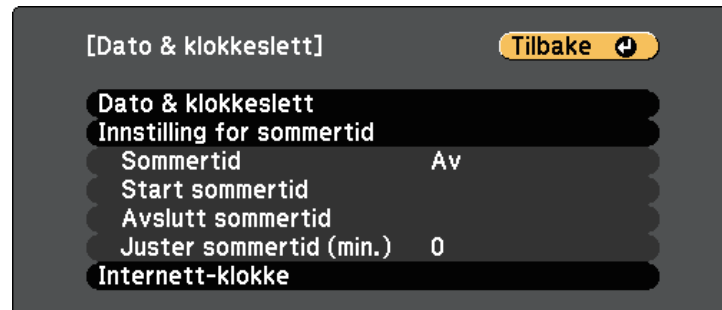 [Dato & klokkeslett] Tilbake
Dato & klokkeslett
Innstilling for sommertid
Sommertid Av
Start sommertid
Avslutt sommertid
Juster sommertid (min.) 0
Internett-klokke